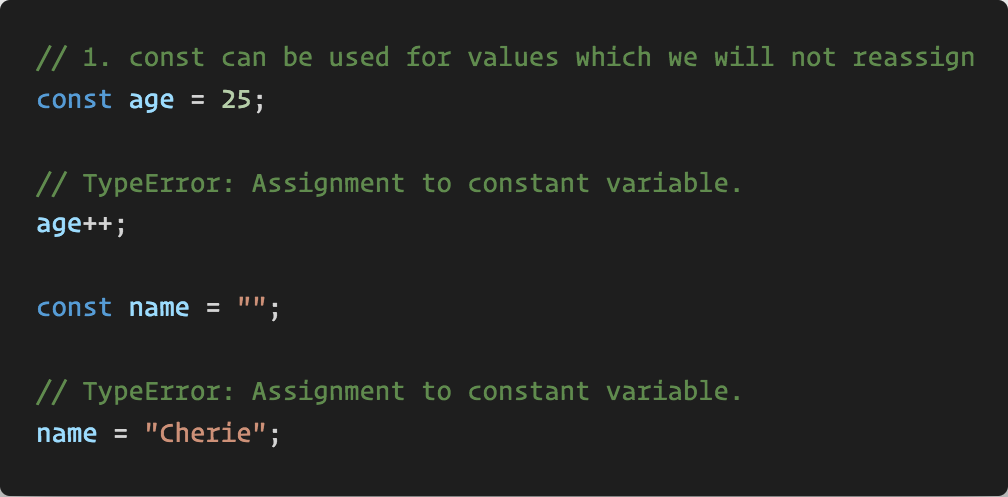 // 1. const can be used for values which we will not reassign
const age = 25;
// TypeError: Assignment to constant variable.
age++;
const name = "";
// TypeError: Assignment to constant variable.
name = "Cherie";